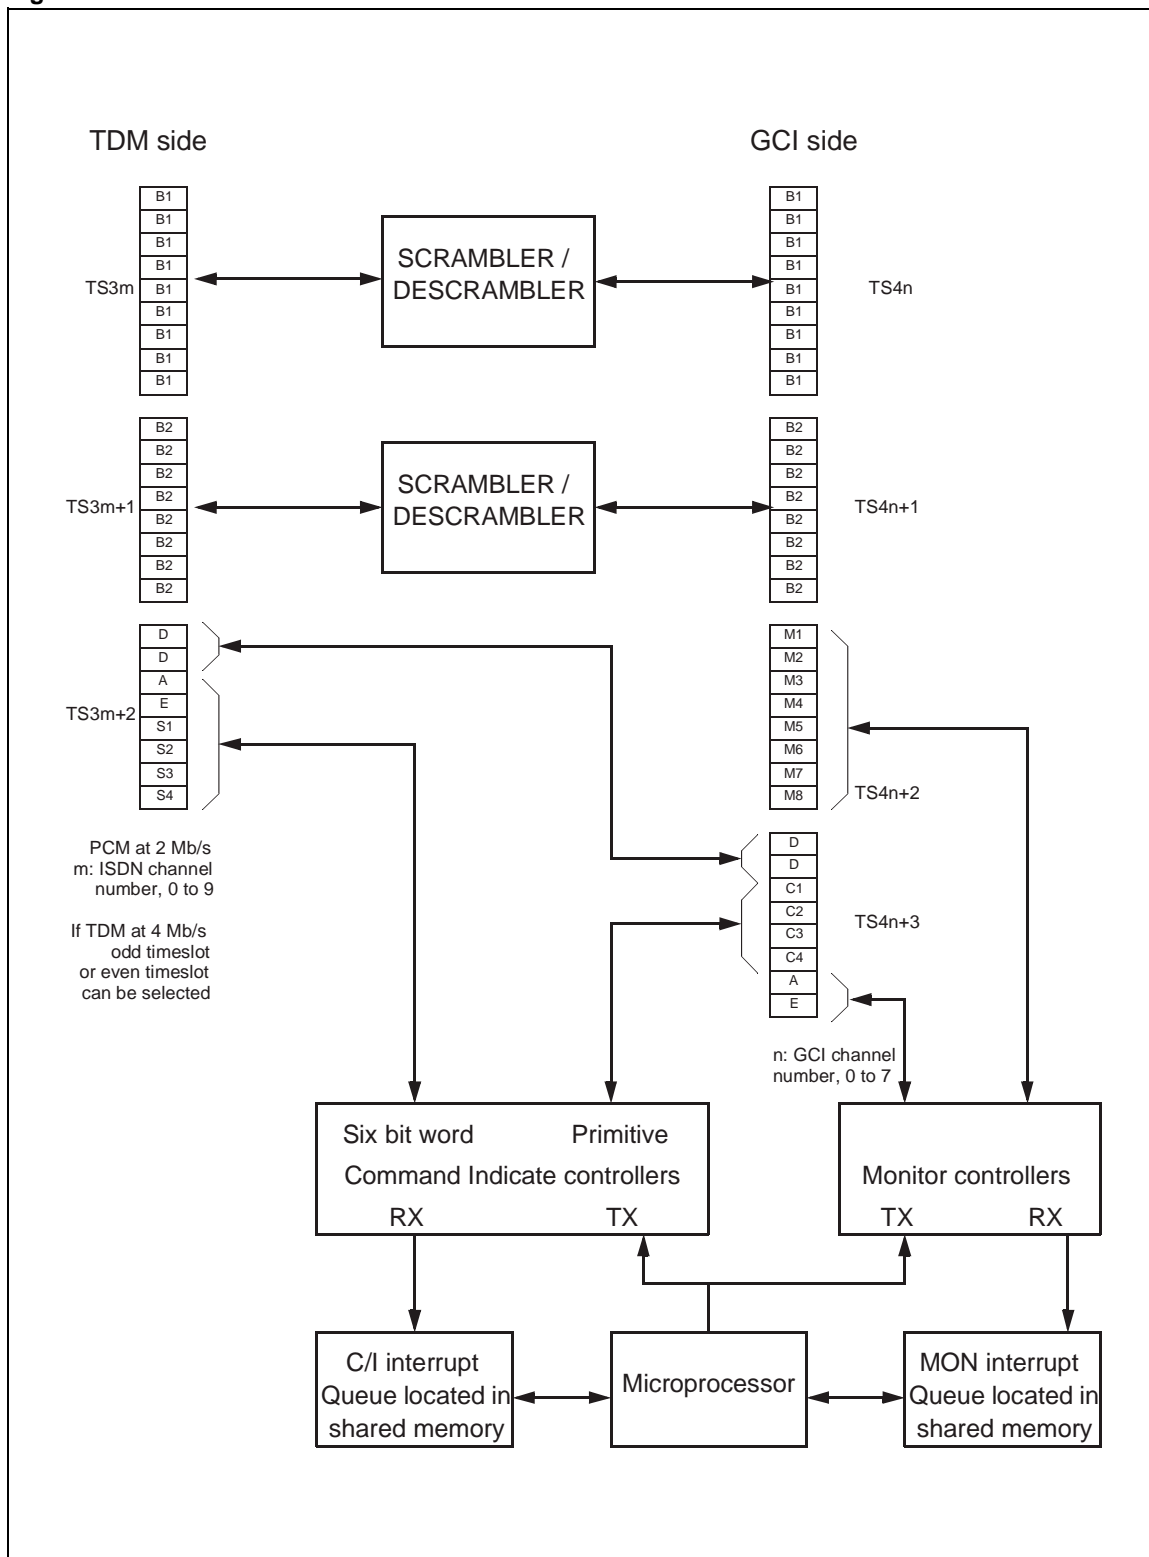 TDM side
GCI side
B1
B1
B1
B1
B1
B1
B1
B1
B1
TS3m
SCRAMBLER /
DESCRAMBLER
B1
B1
B1
B1
B1
B1
B1
B1
B1
TS4n
B2
B2
B2
B2
B2
B2
B2
B2
TS3m+1
SCRAMBLER /
DESCRAMBLER
B2
B2
B2
B2
B2
B2
B2
B2
TS4n+1
D
D
A
E
S1
S2
S3
S4
TS3m+2
M1
M2
M3
M4
M5
M6
M7
M8
TS4n+2
PCM at 2 Mb/s
m: ISDN channel
number, 0 to 9
If TDM at 4 Mb/s
odd timeslot
or even timeslot
can be selected
D
D
C1
C2
C3
C4
A
E
TS4n+3
n: GCI channel
number, 0 to 7
Six bit word Primitive
Command Indicate controllers
RX TX
Monitor controllers
TX RX
C/I interrupt
Queue located in
shared memory
Microprocessor
MON interrupt
Queue located in
shared memory